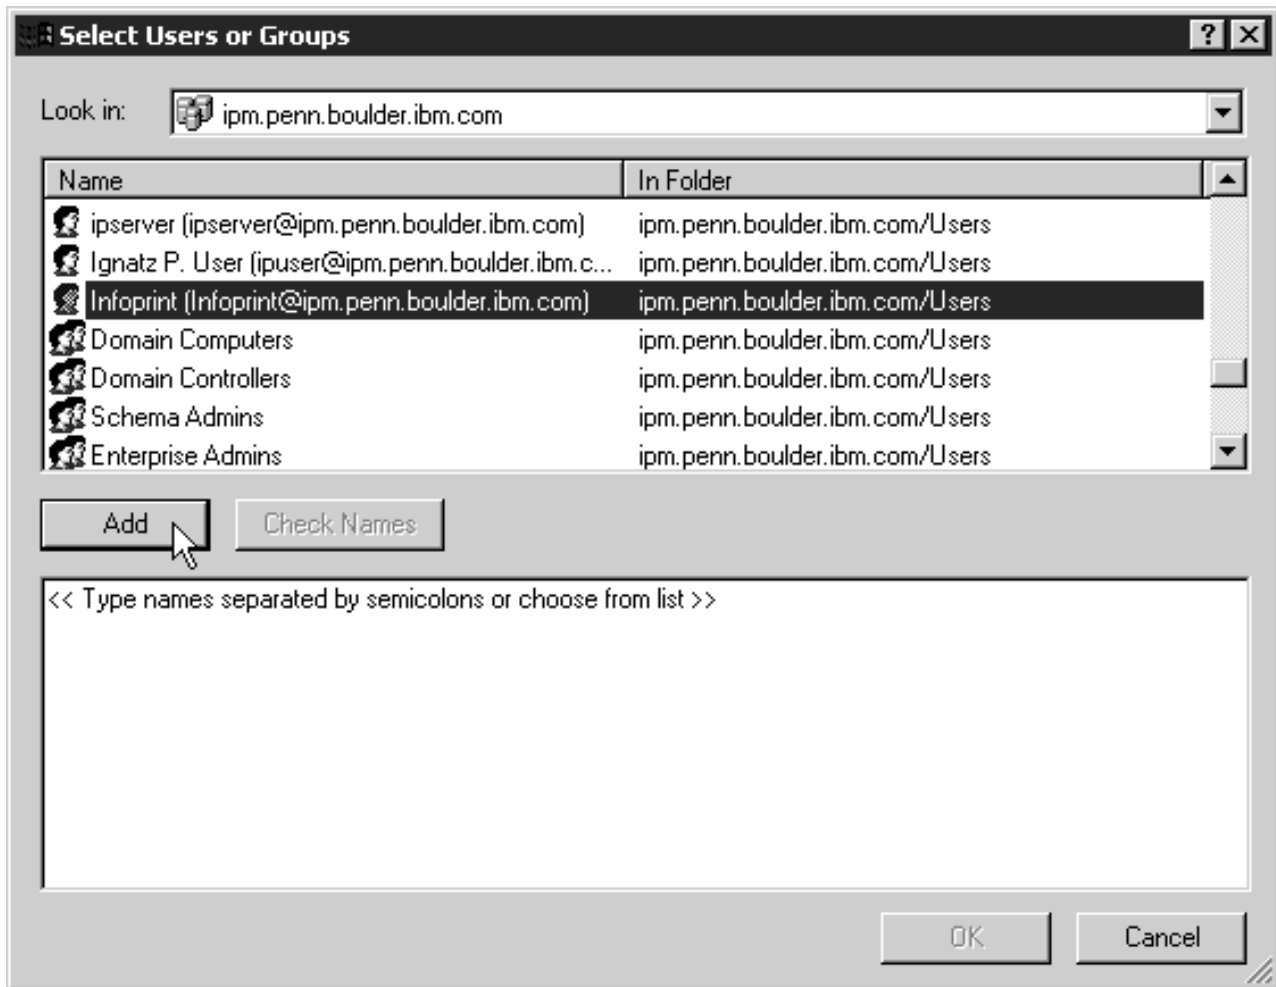 Select Users or Groups
Look in: ipm.penn.boulder.ibm.com
Name In Folder
ipserver (ipserver@ipm.penn.boulder.ibm.com) ipm.penn.boulder.ibm.com/Users
Ignatz P. User (ipuser@ipm.penn.boulder.ibm.c... ipm.penn.boulder.ibm.com/Users
Infoprint (Infoprint@ipm.penn.boulder.ibm.com) ipm.penn.boulder.ibm.com/Users
Domain Computers ipm.penn.boulder.ibm.com/Users
Domain Controllers ipm.penn.boulder.ibm.com/Users
Schema Admins ipm.penn.boulder.ibm.com/Users
Enterprise Admins ipm.penn.boulder.ibm.com/Users
Add Check Names
<< Type names separated by semicolons or choose from list >>
OK Cancel